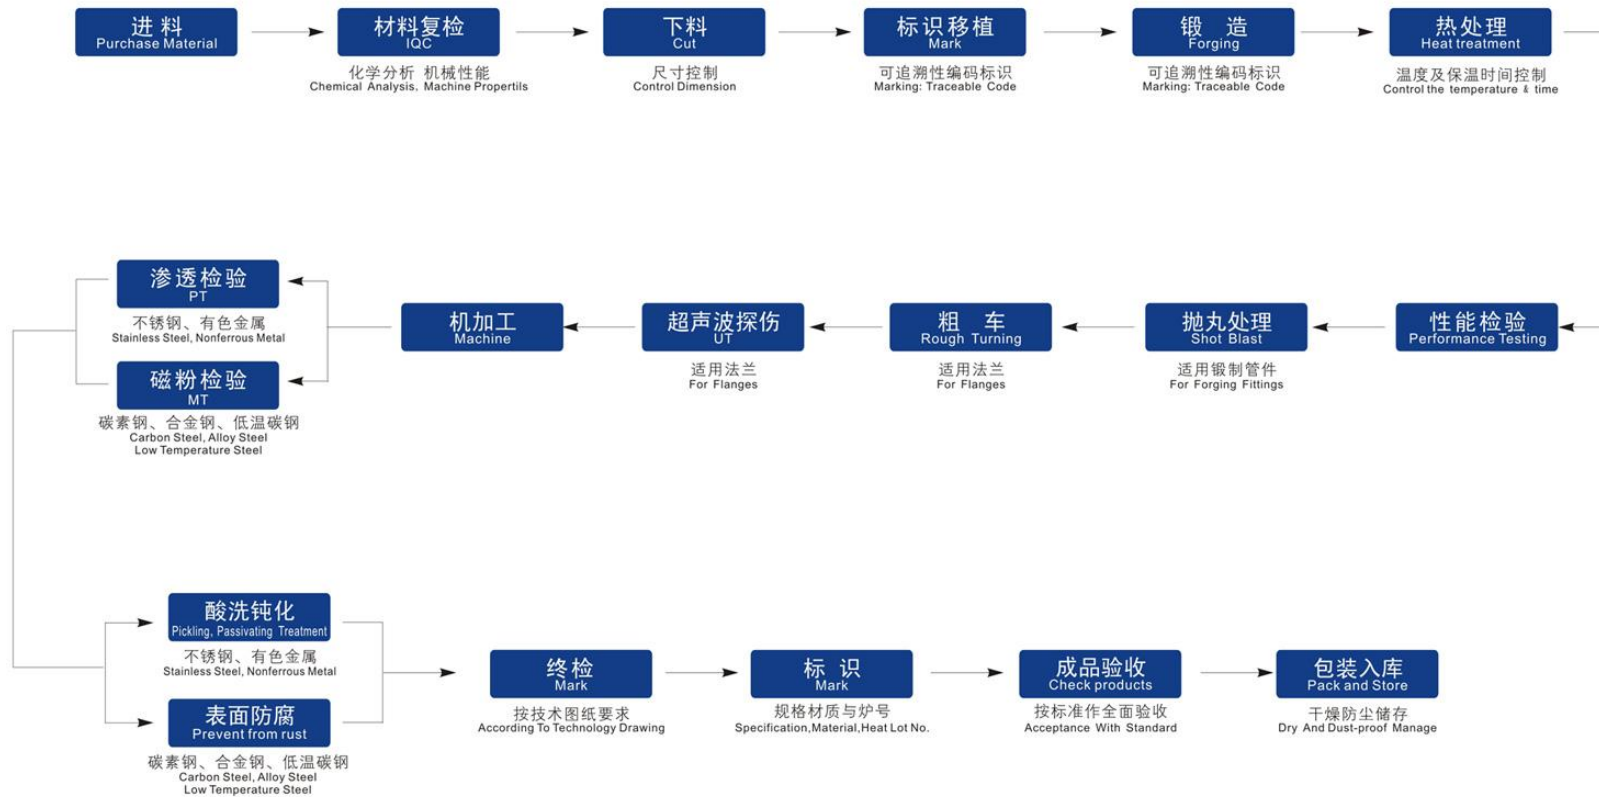 进料
Purchase Material
材料复检
IQC
化学分析 机械性能
Chemical Analysis. Machine Propertils
下料
Cut
尺寸控制
Control Dimension
标识移植
Mark
可追溯性编码标识
Marking: Traceable Code
锻 造
Forging
可追溯性编码标识
Marking: Traceable Code
热处理
Heat treatment
温度及保温时间控制
Control the temperature & time
性能检验
Performance Testing
抛丸处理
Shot Blast
适用锻制管件
For Forging Fittings
粗 车
Rough Turning
适用法兰
For Flanges
超声波探伤
UT
适用法兰
For Flanges
机加工
Machine
渗透检验
PT
不锈钢、有色金属
Stainless Steel, Nonferrous Metal
磁粉检验
MT
碳素钢、合金钢、低温碳钢
Carbon Steel, Alloy Steel
Low Temperature Steel
酸洗钝化
Pickling, Passivating Treatment
不锈钢、有色金属
Stainless Steel, Nonferrous Metal
表面防腐
Prevent from rust
碳素钢、合金钢、低温碳钢
Carbon Steel, Alloy Steel
Low Temperature Steel
终检
Mark
按技术图纸要求
According To Technology Drawing
标 识
Mark
规格材质与炉号
Specification,Material,Heat Lot No.
成品验收
Check products
按标准作全面验收
Acceptance With Standard
包装入库
Pack and Store
干燥防尘储存
Dry And Dust-proof Manage